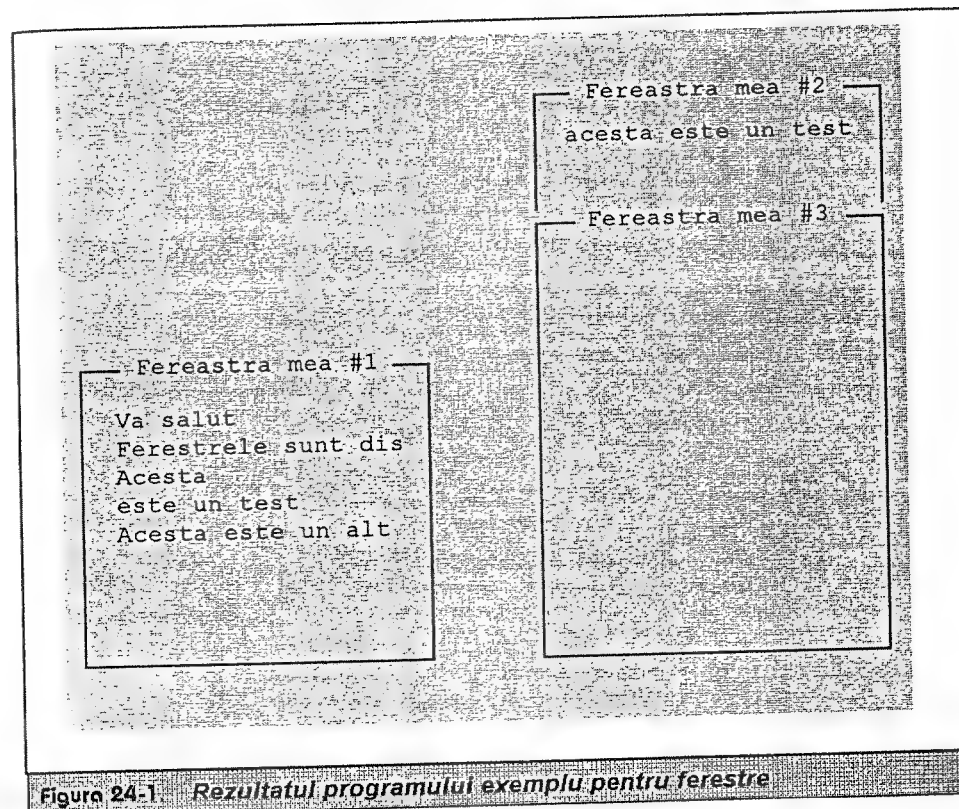 Fereastra mea #2
acesta este un test
Fereastra mea #3
Fereastra mea #1
Va salut
Ferestrele sunt dis
Acesta
este un test
Acesta este un alt
Figura 24-1 Rezultatul programului exemplu pentru ferestre